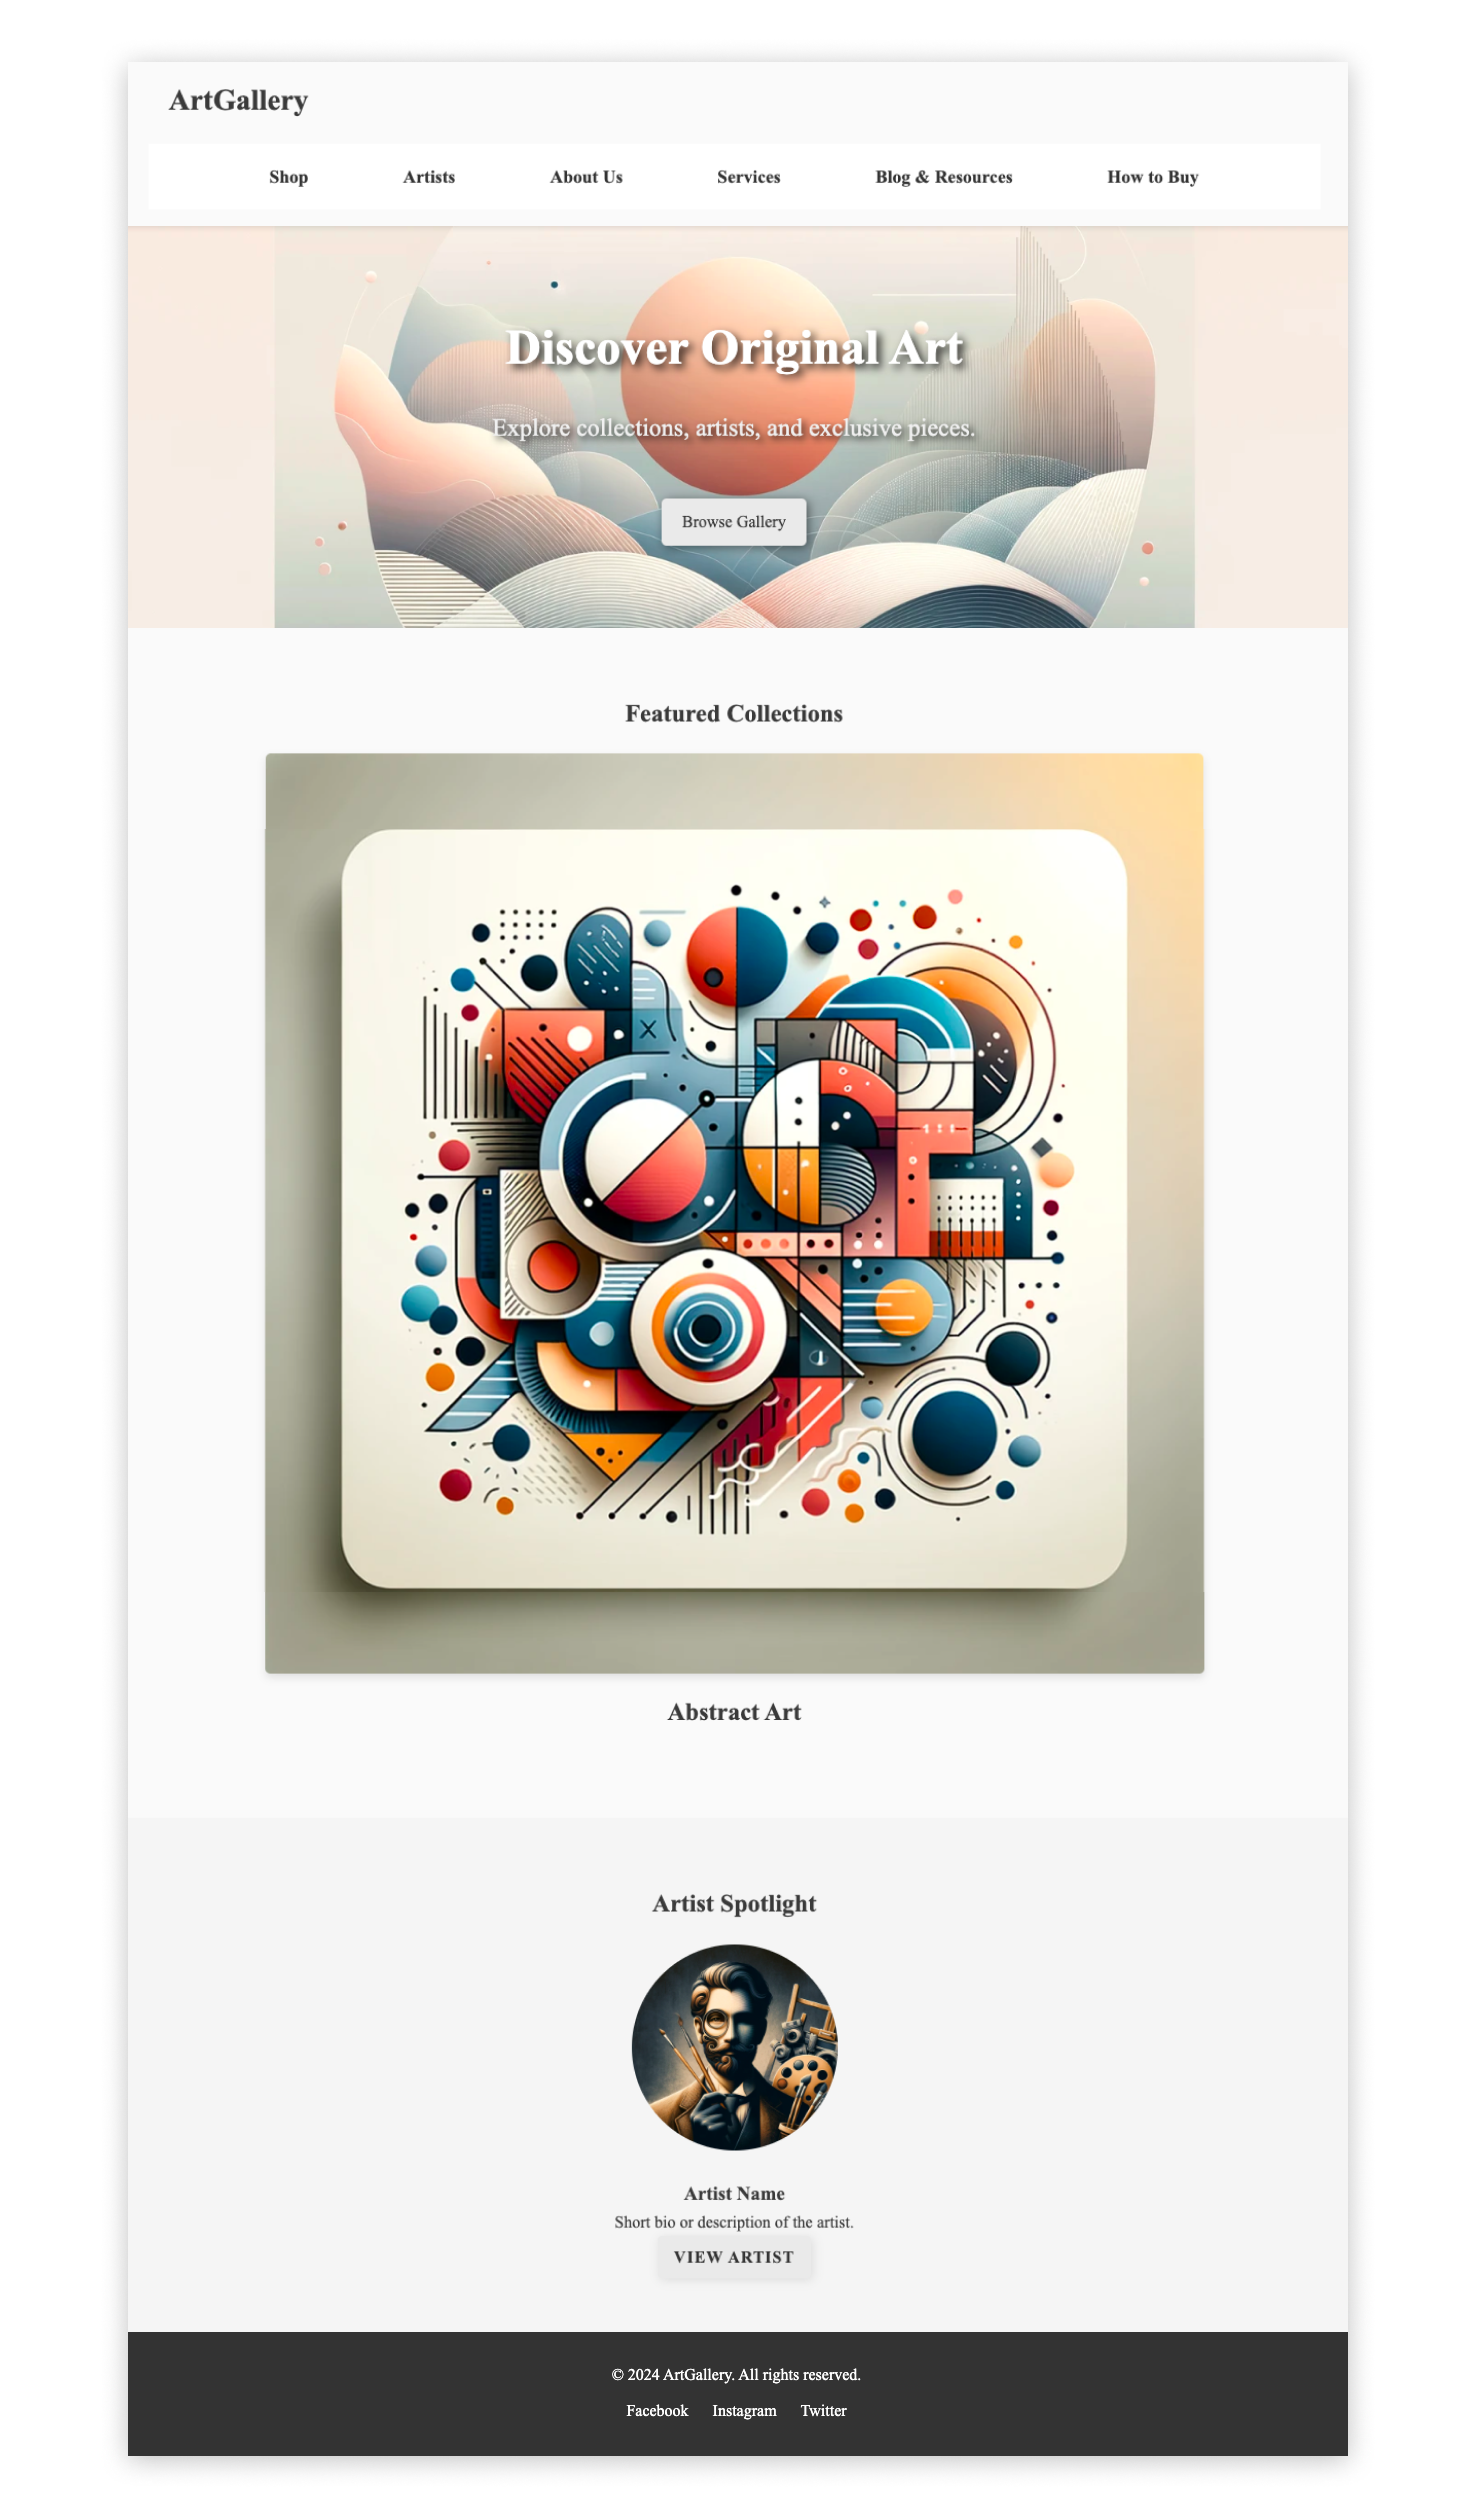 ArtGallery
Shop Artists About Us Services Blog & Resources How to Buy
Discover Original Art
Explore collections, artists, and exclusive pieces.
Browse Gallery
Featured Collections
Abstract Art
Artist Spotlight
Artist Name
Short bio or description of the artist.
VIEW ARTIST
© 2024 ArtGallery. All rights reserved.
Facebook Instagram Twitter